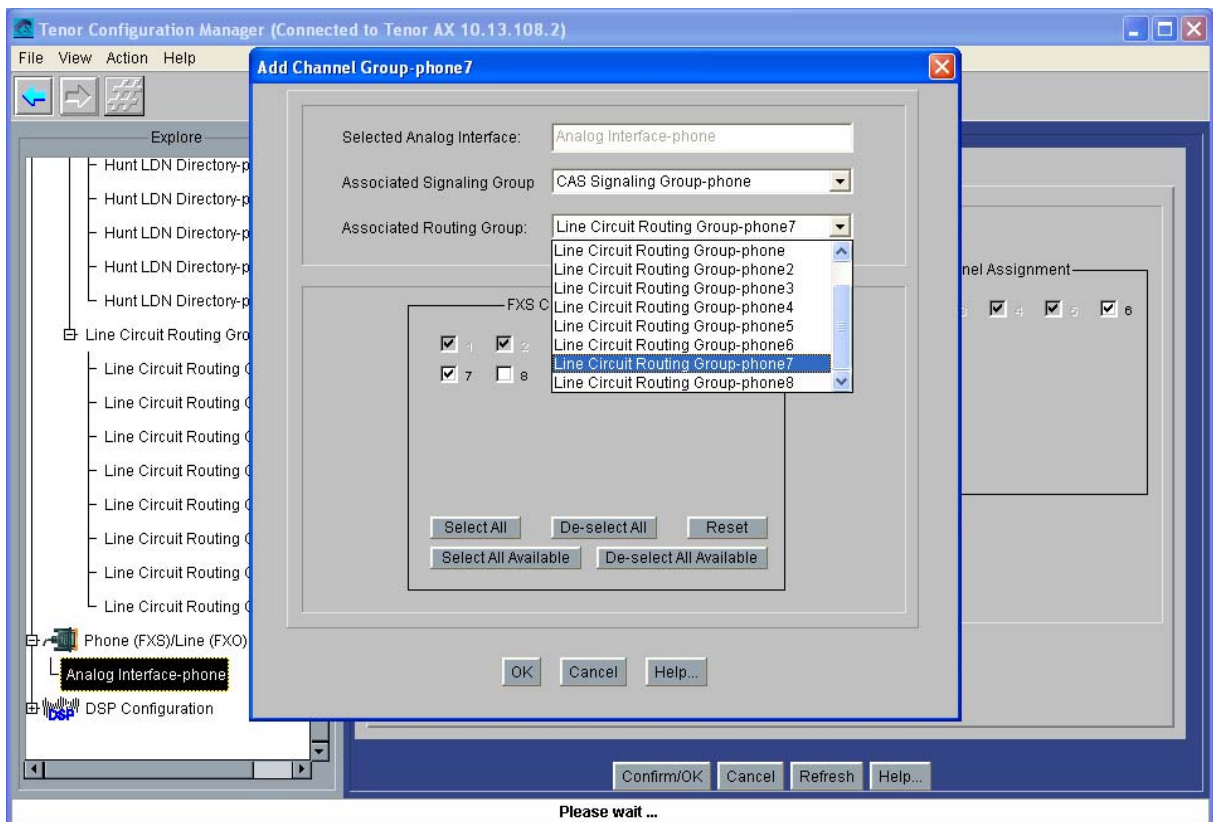 Tenor Configuration Manager (Connected to Tenor AX 10.13.108.2)
File View Action Help
Explore
Hunt LDN Directory-p
Hunt LDN Directory-p
Hunt LDN Directory-p
Hunt LDN Directory-p
Hunt LDN Directory-p
Line Circuit Routing Gro
Line Circuit Routing G
Line Circuit Routing G
Line Circuit Routing G
Line Circuit Routing G
Line Circuit Routing G
Line Circuit Routing G
Line Circuit Routing G
Line Circuit Routing G
Phone (FXS)/Line (FXO)
Analog Interface-phone
DSP Configuration
DSP
Add Channel Group-phone7
Selected Analog Interface: Analog Interface-phone
Associated Signaling Group CAS Signaling Group-phone
Associated Routing Group: Line Circuit Routing Group-phone7
Line Circuit Routing Group-phone
Line Circuit Routing Group-phone2
Line Circuit Routing Group-phone3
Line Circuit Routing Group-phone4
Line Circuit Routing Group-phone5
Line Circuit Routing Group-phone6
Line Circuit Routing Group-phone7
Line Circuit Routing Group-phone8
FXS C
1 2
7 8
Select All De-select All Reset
Select All Available De-select All Available
OK Cancel Help...
nel Assignment
3 4 5 6
Confirm/OK Cancel Refresh Help...
Please wait ...